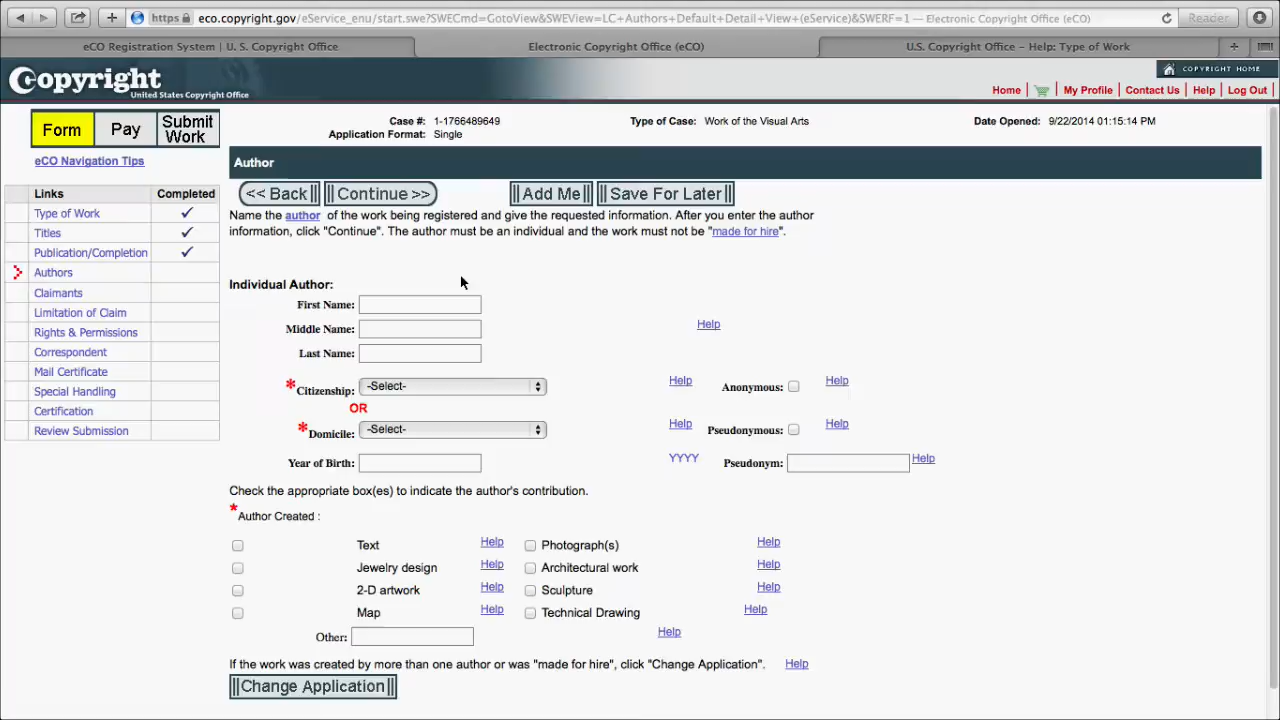 https eco.copyright.gov/eService_enu/start.swe?SWECmd=GotoView&SWEView=LC+Authors+Default+Detail+View+(eService)&SWERF=1 — Electronic Copyright Office (eCO) Reader
eCO Registration System | U. S. Copyright Office
Electronic Copyright Office (eCO)
U.S. Copyright Office – Help: Type of Work
Copyright
United States Copyright Office
COPYRIGHT HOME
Home | My Profile | Contact Us | Help | Log Out |
Form Pay Submit Work
eCO Navigation Tips
Case #: 1-1766489649 Type of Case: Work of the Visual Arts Date Opened: 9/22/2014 01:15:14 PM
Application Format: Single
Links Completed
Type of Work ✓
Titles ✓
Publication/Completion ✓
Authors
Claimants
Limitation of Claim
Rights & Permissions
Correspondent
Mail Certificate
Special Handling
Certification
Review Submission
Author
<< Back Continue >> Add Me Save For Later
Name the author of the work being registered and give the requested information. After you enter the author
information, click "Continue". The author must be an individual and the work must not be "made for hire".
Individual Author:
First Name:
Middle Name: Help
Last Name:
*Citizenship: -Select- Help Anonymous: Help
OR
*Domicile: -Select- Help Pseudonymous: Help
Year of Birth: YYYY Pseudonym: Help
Check the appropriate box(es) to indicate the author's contribution.
*Author Created :
Text Help Photograph(s) Help
Jewelry design Help Architectural work Help
2-D artwork Help Sculpture Help
Map Help Technical Drawing Help
Other: Help
If the work was created by more than one author or was "made for hire", click "Change Application". Help
Change Application